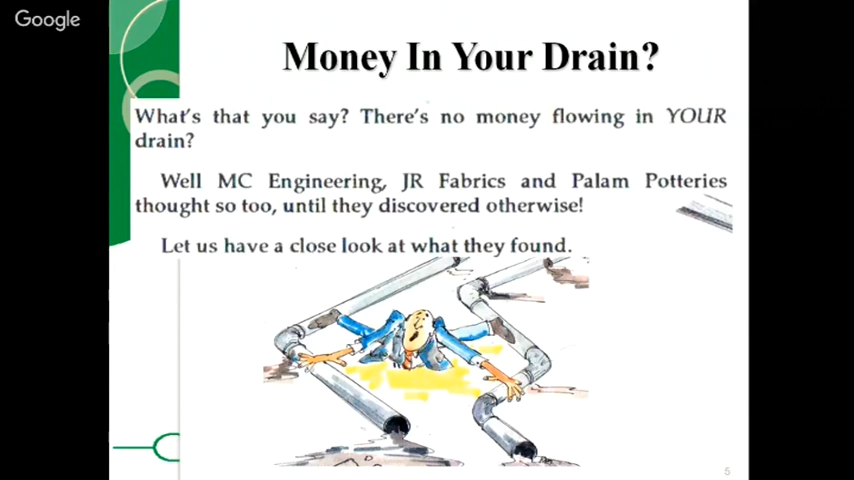 Google
Money In Your Drain?
What's that you say? There's no money flowing in YOUR
drain?
Well MC Engineering, JR Fabrics and Palam Potteries
thought so too, until they discovered otherwise!
Let us have a close look at what they found.
5